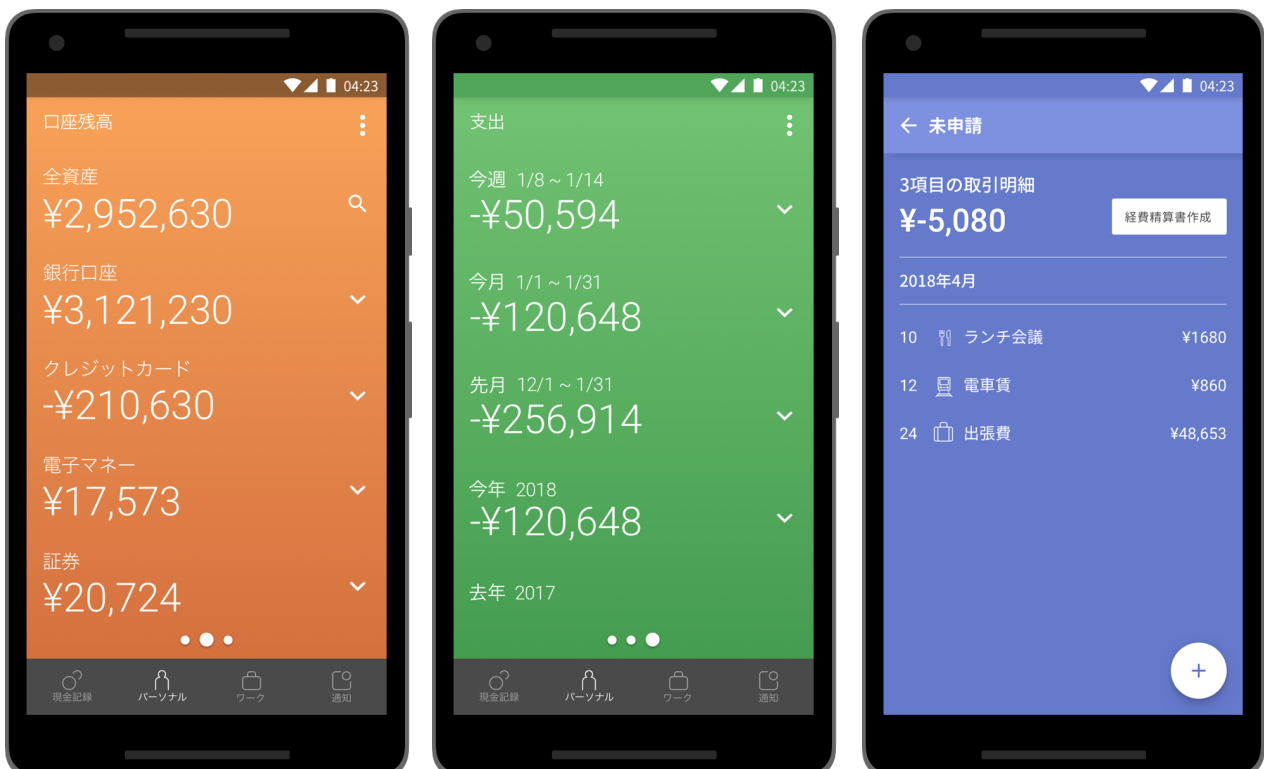 04:23
口座残高
全資産
¥2,952,630
銀行口座
¥3,121,230
クレジットカード
-¥210,630
電子マネー
¥17,573
証券
¥20,724
現金記録 パーソナル ワーク 通知
04:23
支出
今週 1/8~1/14
-¥50,594
今月 1/1~1/31
-¥120,648
先月 12/1~1/31
-¥256,914
今年 2018
-¥120,648
去年 2017
現金記録 パーソナル ワーク 通知
04:23
← 未申請
3項目の取引明細
¥-5,080 経費精算書作成
2018年4月
10 ランチ会議 ¥1680
12 電車賃 ¥860
24 出張費 ¥48,653
+